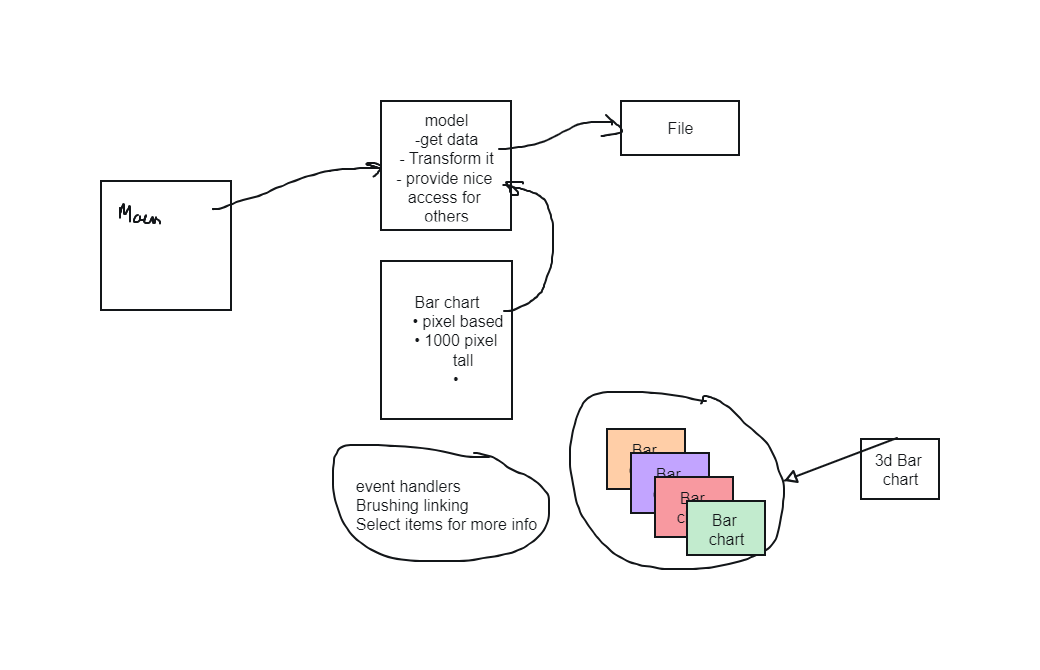 model
-get data
- Transform it
- provide nice
access for
others
File
Main
Bar chart
• pixel based
• 1000 pixel
tall
•
event handlers
Brushing linking
Select items for more info
Bar
Bar
Bar
c
Bar
chart
3d Bar
chart